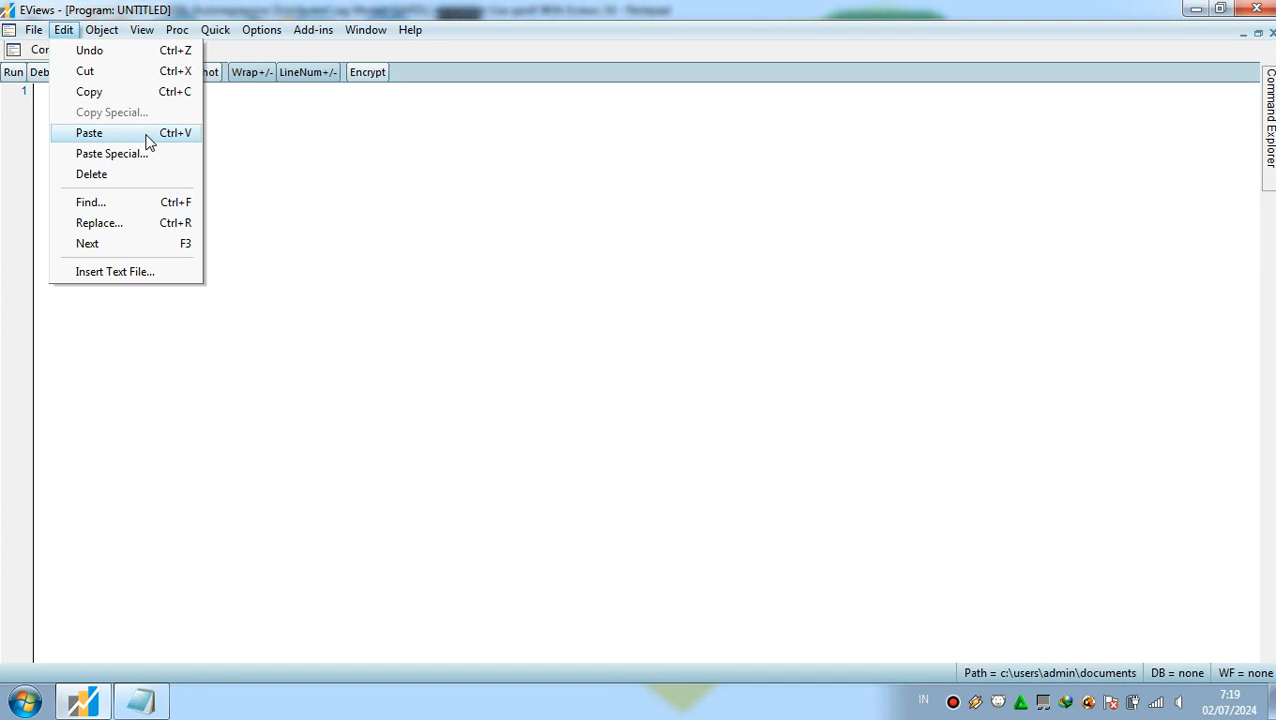 EViews - [Program: UNTITLED]
File Edit Object View Proc Quick Options Add-ins Window Help
Run
Wrap+/- LineNum+/- Encrypt
1
Undo Ctrl+Z
Cut Ctrl+X
Copy Ctrl+C
Copy Special...
Paste Ctrl+V
Paste Special...
Delete
Find... Ctrl+F
Replace... Ctrl+R
Next F3
Insert Text File...
Command Explorer
Path = c:\users\admin\documents DB = none WF = none
IN
7:19
02/07/2024